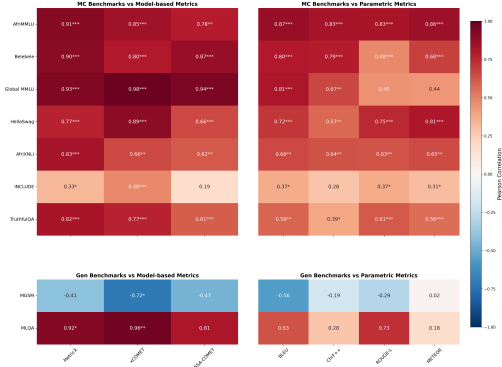 MC Benchmarks vs Model-based Metrics
MC Benchmarks vs Parametric Metrics
AfriMMLU 0.91*** 0.85*** 0.78** 0.87*** 0.83*** 0.83*** 0.86***
Belebele 0.90*** 0.80*** 0.87*** 0.80*** 0.79*** 0.48*** 0.68***
Global MMLU 0.93*** 0.98*** 0.94*** 0.81*** 0.67** 0.45 0.44
HellaSwag 0.77*** 0.89*** 0.66*** 0.72*** 0.57** 0.75*** 0.81***
AfriXNLI 0.83*** 0.68** 0.62** 0.66** 0.64** 0.63** 0.65**
INCLUDE 0.33* 0.48*** 0.19 0.37* 0.28 0.37* 0.31*
TruthfulQA 0.82*** 0.77*** 0.61*** 0.58** 0.39* 0.61*** 0.56***
Gen Benchmarks vs Model-based Metrics
Gen Benchmarks vs Parametric Metrics
MGSM -0.41 -0.72* -0.47 -0.56 -0.19 -0.29 0.02
MLQA 0.92* 0.96** 0.81 0.63 0.28 0.73 0.18
MetricX xCOMET SSA-COMET BLEU ChrF++ ROUGE-L METEOR
1.00
0.75
0.50
0.25
0.00
−0.25
−0.50
−0.75
−1.00
Pearson Correlation